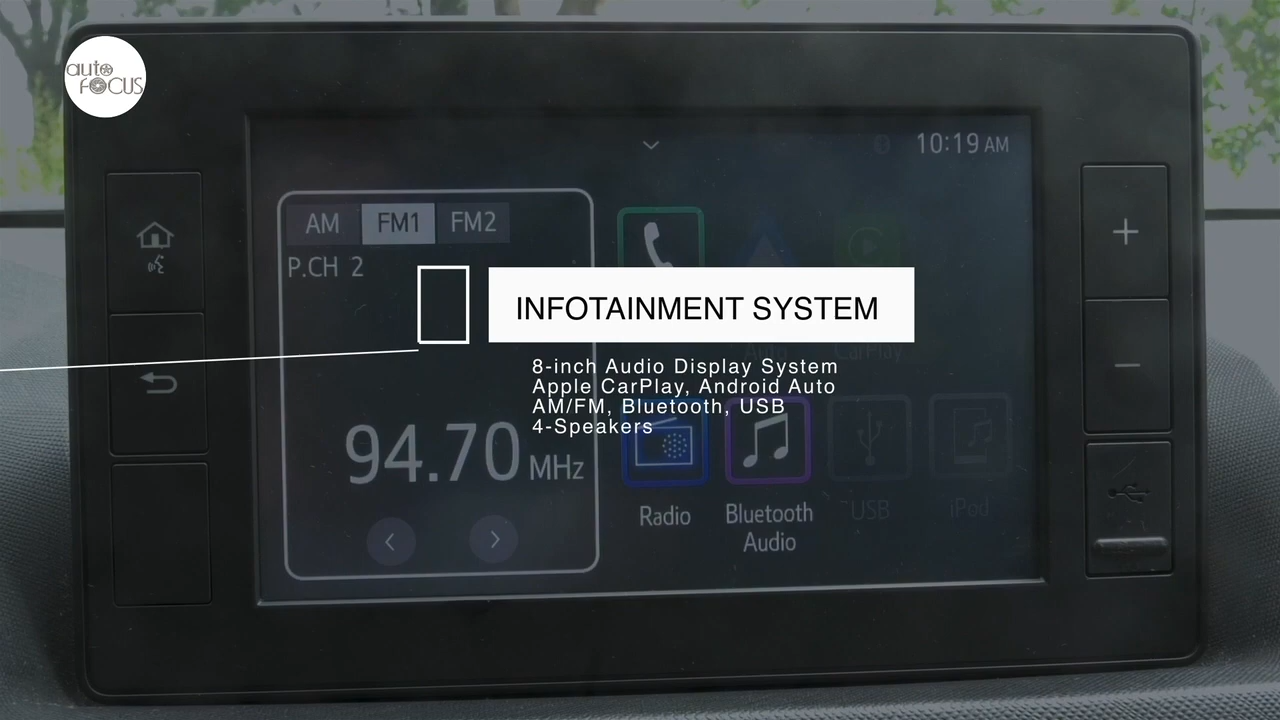 auto
FOCUS
10:19 AM
AM FM1 FM2
P.CH 2
INFOTAINMENT SYSTEM
Auto CarPlay
8-inch Audio Display System
Apple CarPlay, Android Auto
AM/FM, Bluetooth, USB
4-Speakers
94.70 MHz
Radio Bluetooth Audio USB iPod